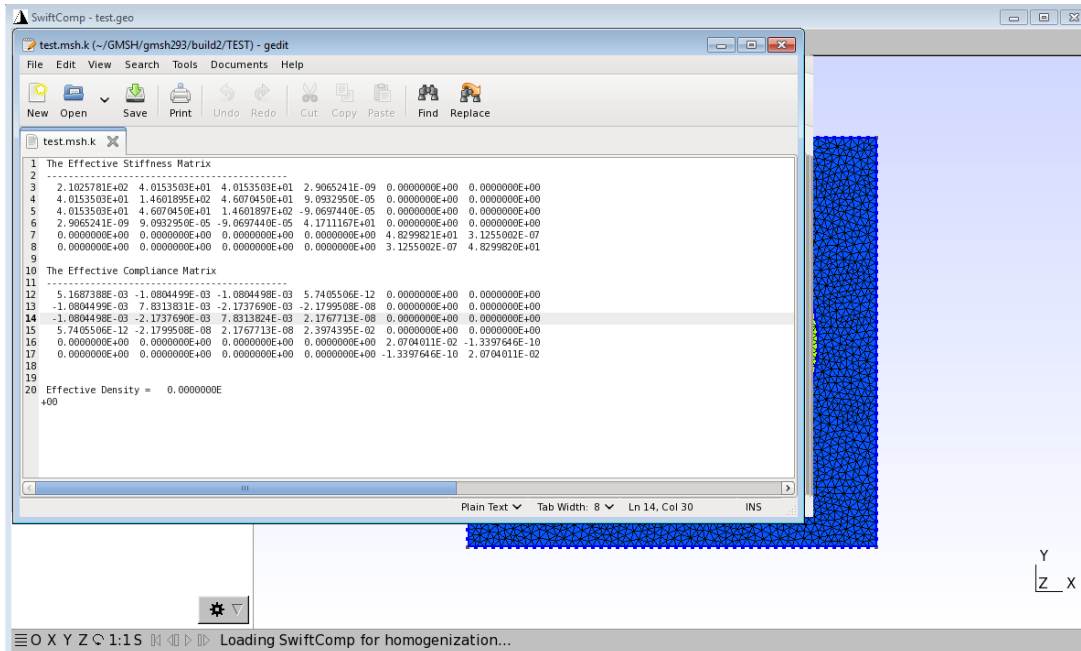 SwiftComp - test.geo
test.msh.k (~/GMSH/gmsh293/build2/TEST) - gedit
File Edit View Search Tools Documents Help
New Open Save Print Undo Redo Cut Copy Paste Find Replace
test.msh.k
1 The Effective Stiffness Matrix
2 --------------------------------------------
3 2.1025781E+02 4.0153503E+01 4.0153503E+01 2.9065241E-09 0.0000000E+00 0.0000000E+00
4 4.0153503E+01 1.4601895E+02 4.6070450E+01 9.0932950E-05 0.0000000E+00 0.0000000E+00
5 4.0153503E+01 4.6070450E+01 1.4601897E+02 -9.0697440E-05 0.0000000E+00 0.0000000E+00
6 2.9065241E-09 9.0932950E-05 -9.0697440E-05 4.1711167E+01 0.0000000E+00 0.0000000E+00
7 0.0000000E+00 0.0000000E+00 0.0000000E+00 0.0000000E+00 4.8299821E+01 3.1255002E-07
8 0.0000000E+00 0.0000000E+00 0.0000000E+00 0.0000000E+00 3.1255002E-07 4.8299820E+01
9
10 The Effective Compliance Matrix
11 --------------------------------------------
12 5.1687388E-03 -1.0804499E-03 -1.0804498E-03 5.7405506E-12 0.0000000E+00 0.0000000E+00
13 -1.0804499E-03 7.8313831E-03 -2.1737690E-03 -2.1799508E-08 0.0000000E+00 0.0000000E+00
14 -1.0804498E-03 -2.1737690E-03 7.8313824E-03 2.1767713E-08 0.0000000E+00 0.0000000E+00
15 5.7405506E-12 -2.1799508E-08 2.1767713E-08 2.3974395E-02 0.0000000E+00 0.0000000E+00
16 0.0000000E+00 0.0000000E+00 0.0000000E+00 0.0000000E+00 2.0704011E-02 -1.3397646E-10
17 0.0000000E+00 0.0000000E+00 0.0000000E+00 0.0000000E+00 -1.3397646E-10 2.0704011E-02
18
19
20 Effective Density = 0.0000000E
+00
Plain Text Tab Width: 8 Ln 14, Col 30 INS
Y
Z X
O X Y Z 1:1 S Loading SwiftComp for homogenization...